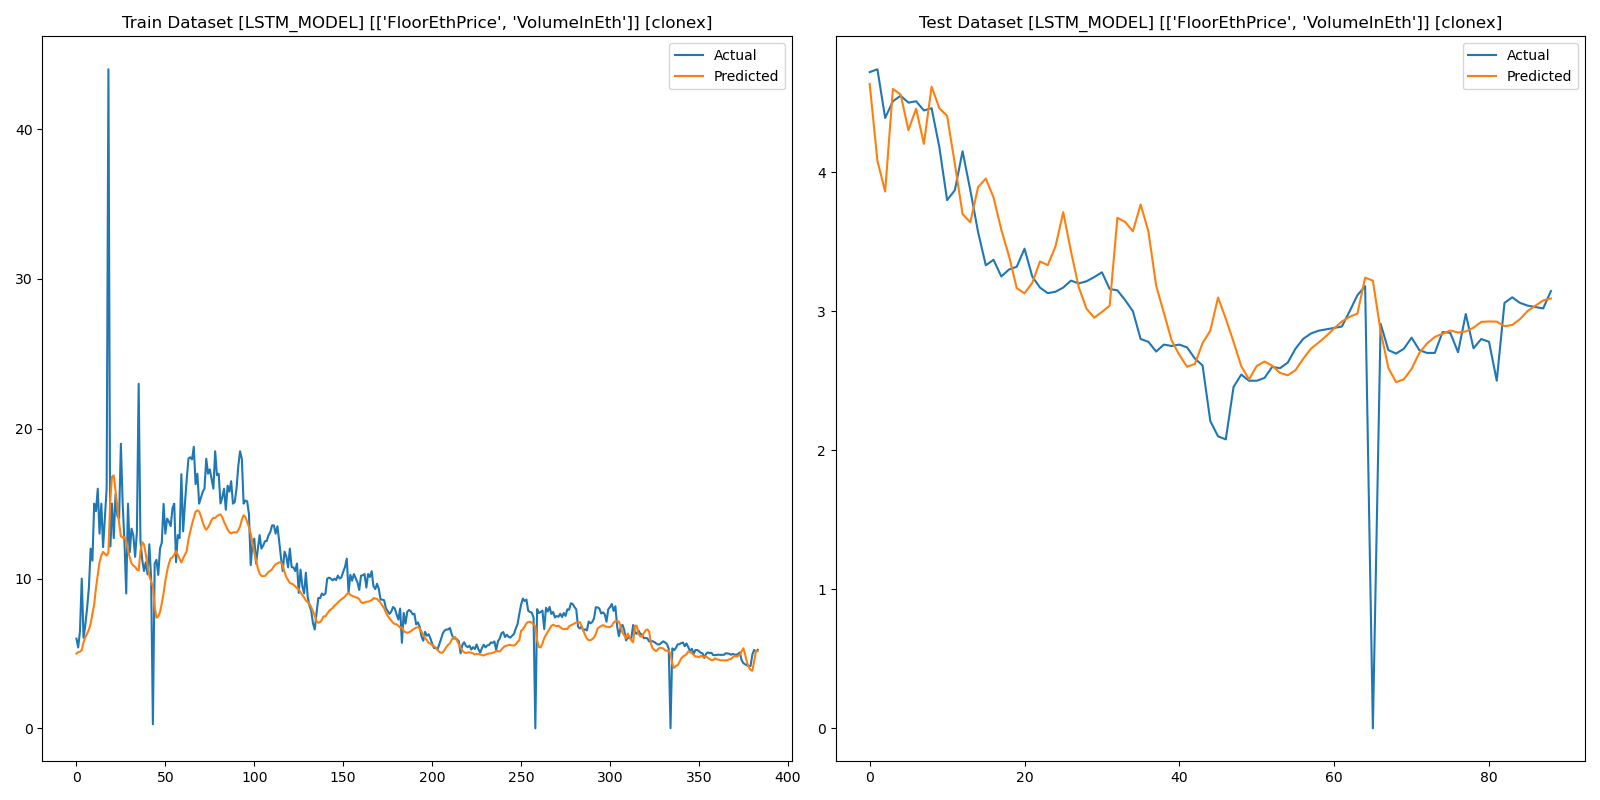 Train Dataset [LSTM_MODEL] [['FloorEthPrice', 'VolumeInEth']] [clonex]
Actual
Predicted
40
30
20
10
0
0 50 100 150 200 250 300 350 400
Test Dataset [LSTM_MODEL] [['FloorEthPrice', 'VolumeInEth']] [clonex]
Actual
Predicted
4
3
2
1
0
0 20 40 60 80